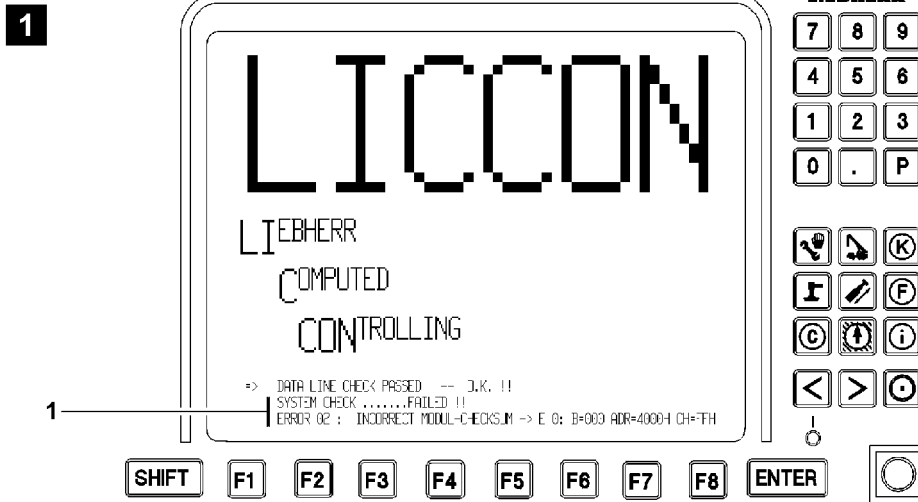 1
LICCON
LIEBHERR
COMPUTED
CONTROLLING
=> DATA LINE CHECK PASSED -- O.K. !!
SYSTEM CHECK .......FAILED !!
1
ERROR 02 : INCORRECT MODUL-CHECKSUM -> E 0: B=000 ADR=4000H CH=FFH
7 8 9
4 5 6
1 2 3
0 . P
K
F
C i
< >
SHIFT F1 F2 F3 F4 F5 F6 F7 F8 ENTER